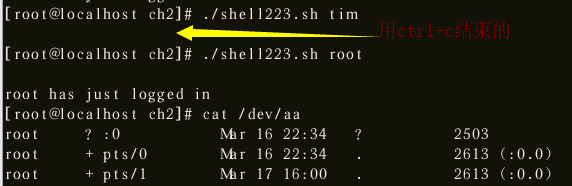 [root@localhost ch2]# ./shell223.sh tim
用ctrl+c结束的
[root@localhost ch2]# ./shell223.sh root
root has just logged in
[root@localhost ch2]# cat /dev/aa
root ? :0 Mar 16 22:34 ? 2503
root + pts/0 Mar 16 22:34 . 2613 (:0.0)
root + pts/1 Mar 17 16:00 . 2613 (:0.0)